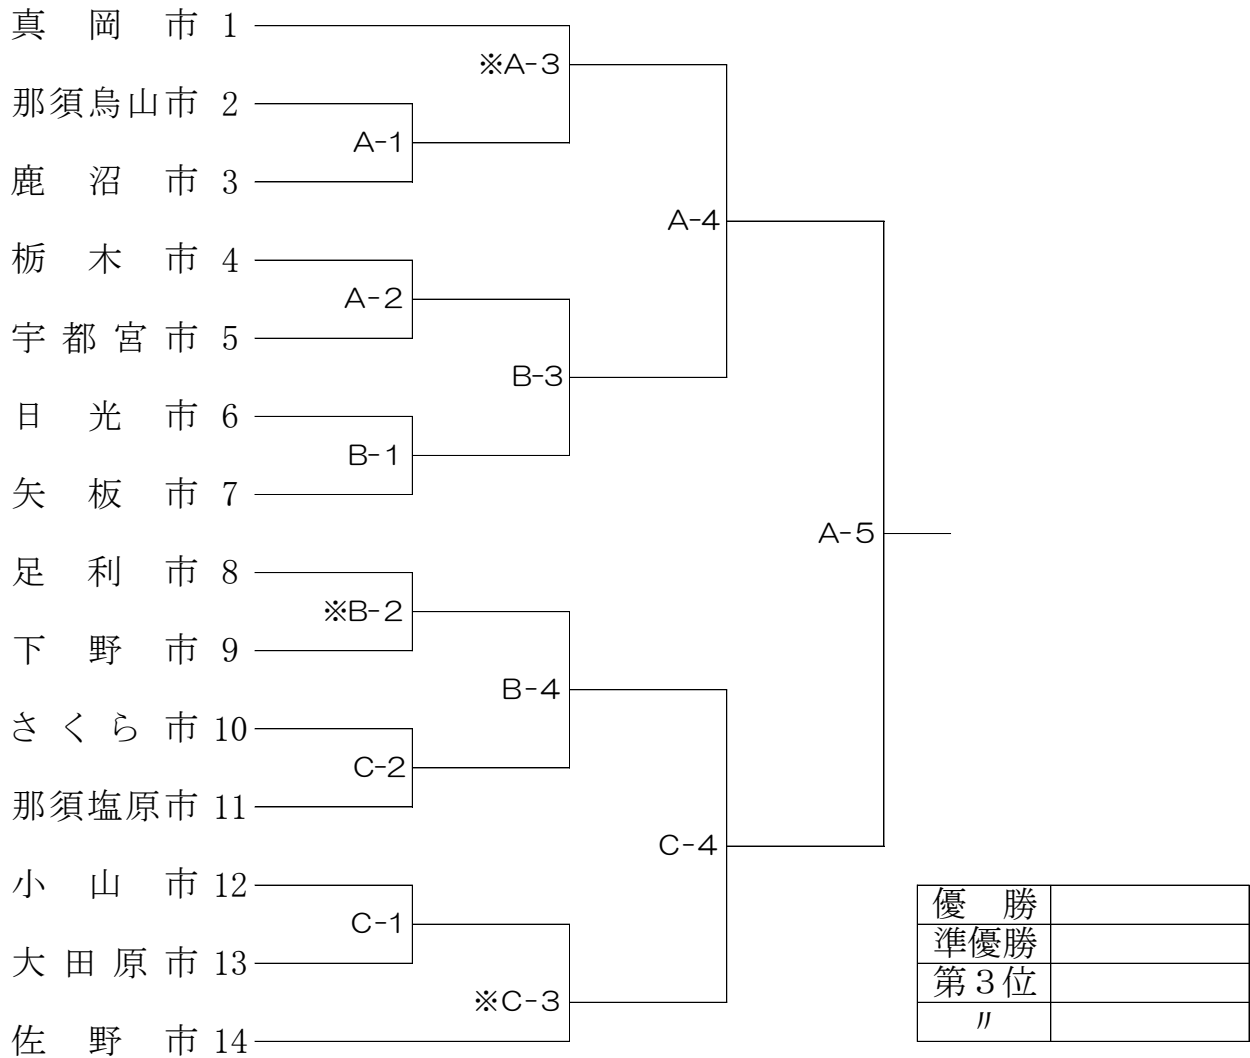 真岡市 1
※A-3
那須烏山市 2
A-1
鹿沼市 3
A-4
栃木市 4
A-2
宇都宮市 5
B-3
日光市 6
B-1
矢板市 7
A-5
足利市 8
※B-2
下野市 9
B-4
さくら市 10
C-2
那須塩原市 11
C-4
小山市 12
C-1
大田原市 13
※C-3
佐野市 14
優勝
準優勝
第3位
〃